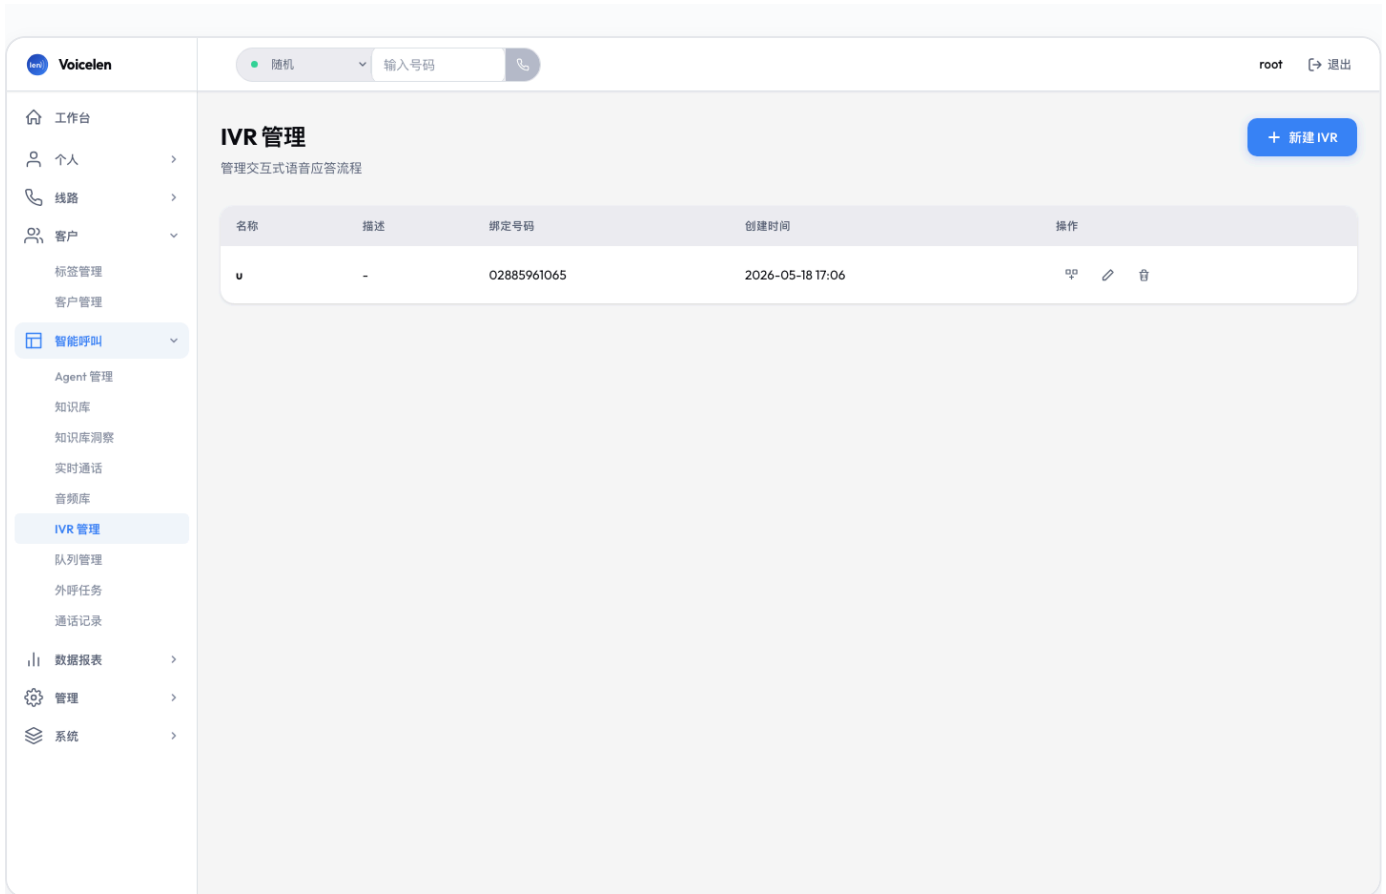 len)
Voicelen
随机
输入号码
root
退出
工作台
个人
线路
客户
标签管理
客户管理
智能呼叫
Agent 管理
知识库
知识库洞察
实时通话
音频库
IVR 管理
队列管理
外呼任务
通话记录
数据报表
管理
系统
IVR 管理
管理交互式语音应答流程
新建 IVR
名称 描述 绑定号码 创建时间 操作
u - 02885961065 2026-05-18 17:06